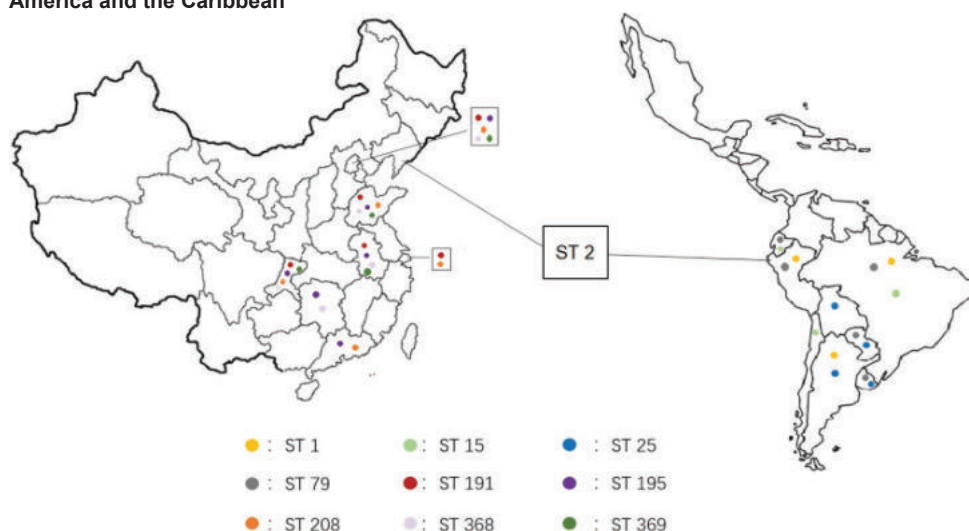 America and the Caribbean
ST 2
: ST 1 : ST 15 : ST 25
: ST 79 : ST 191 : ST 195
: ST 208 : ST 368 : ST 369